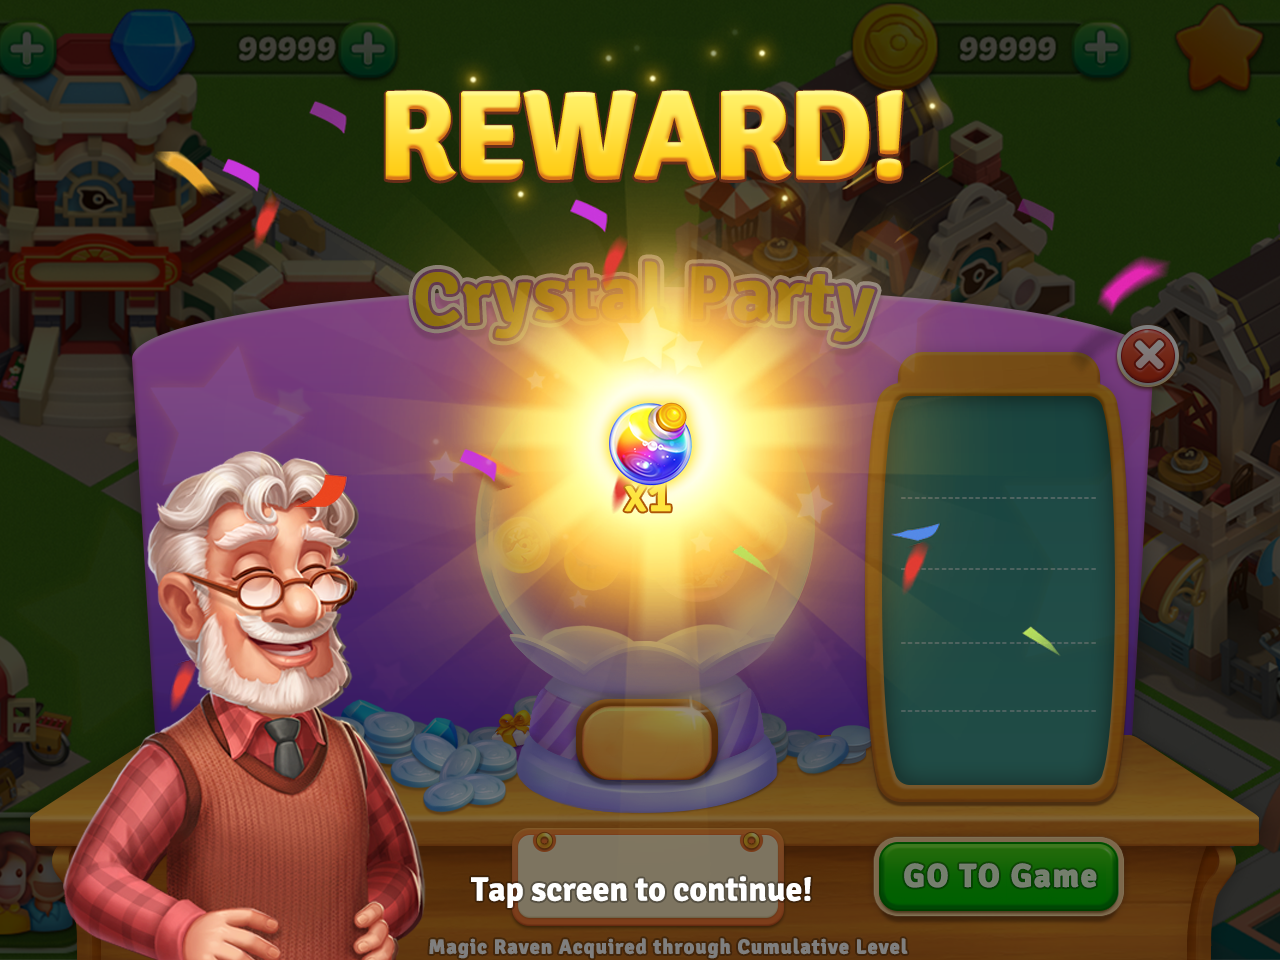 99999
99999
REWARD!
Crystal Party
x1
Tap screen to continue!
GO TO Game
Magic Raven Acquired through Cumulative Level